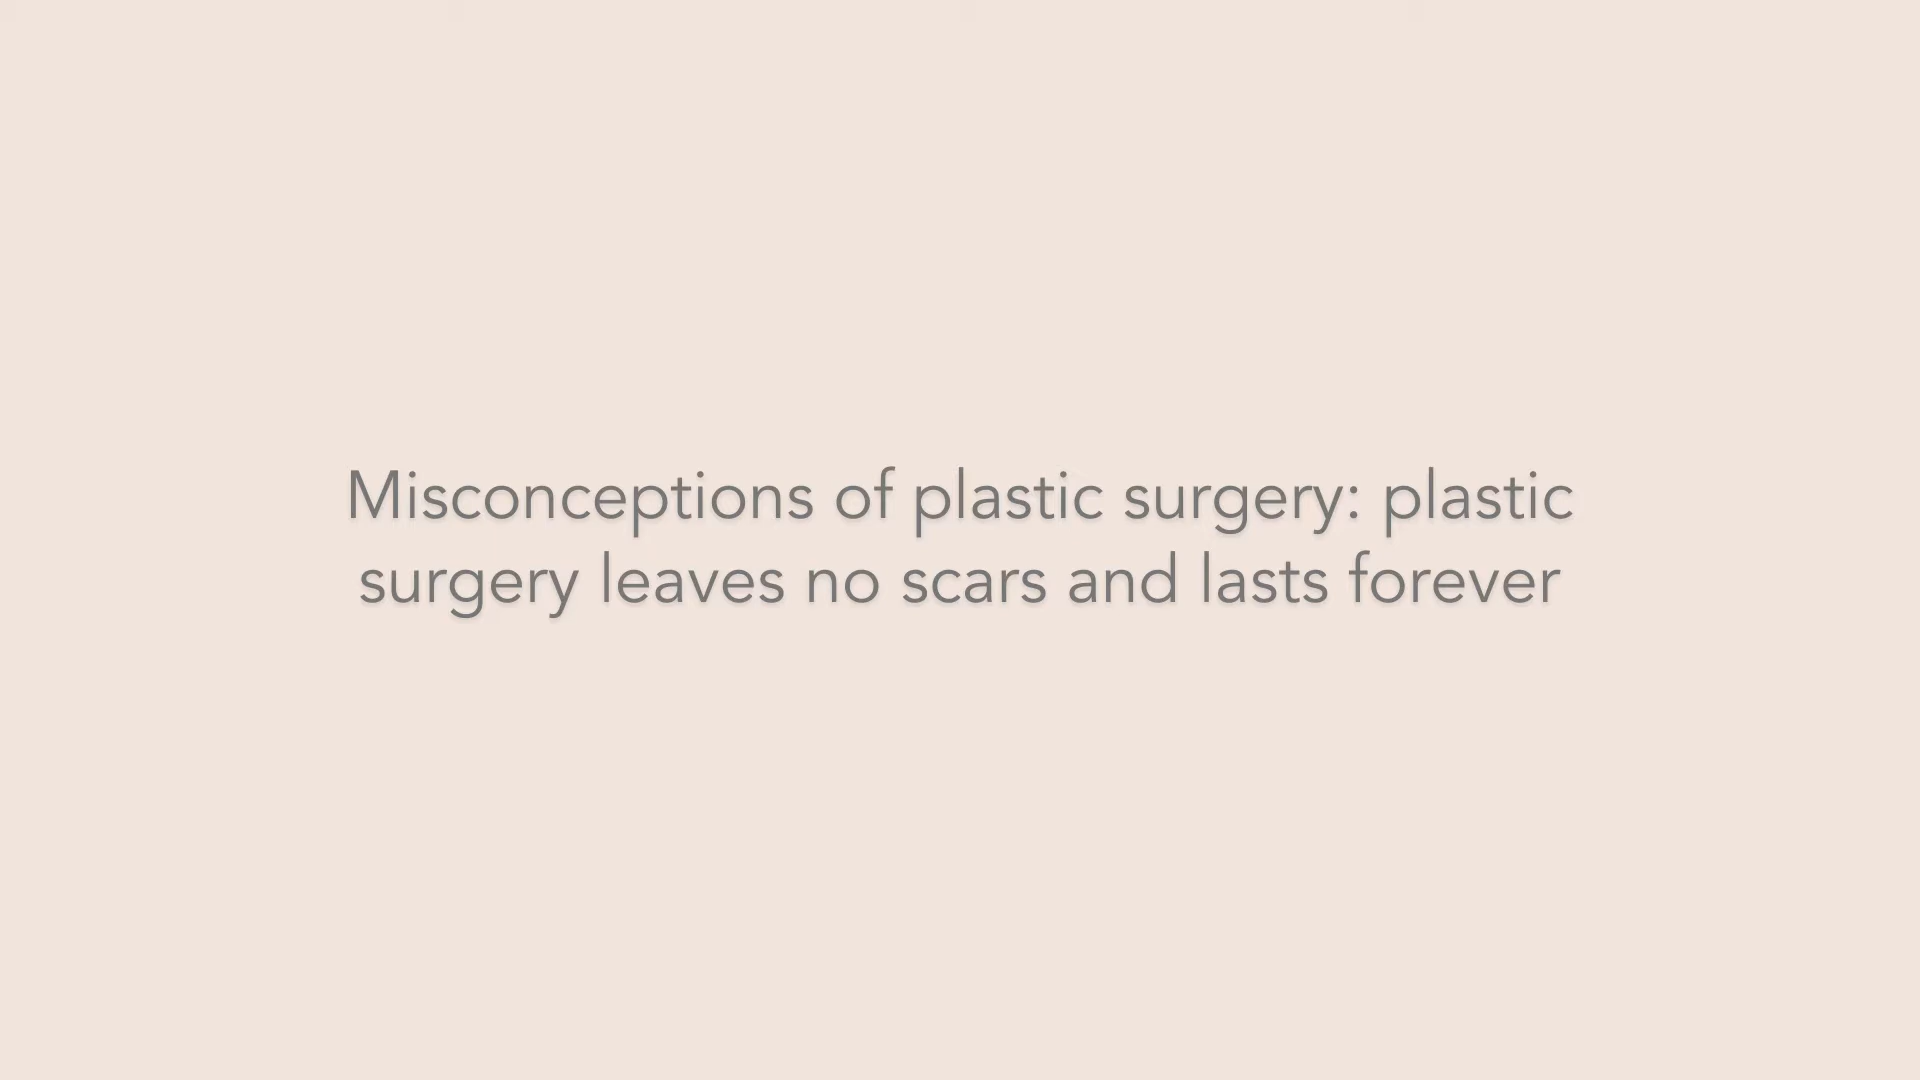 Misconceptions of plastic surgery: plastic
surgery leaves no scars and lasts forever